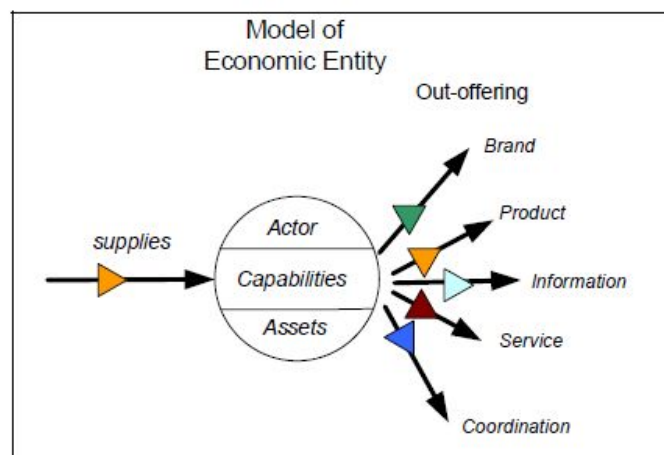 Model of
Economic Entity
Out-offering
Brand
Product
supplies
Actor
Capabilities
Assets
Information
Service
Coordination